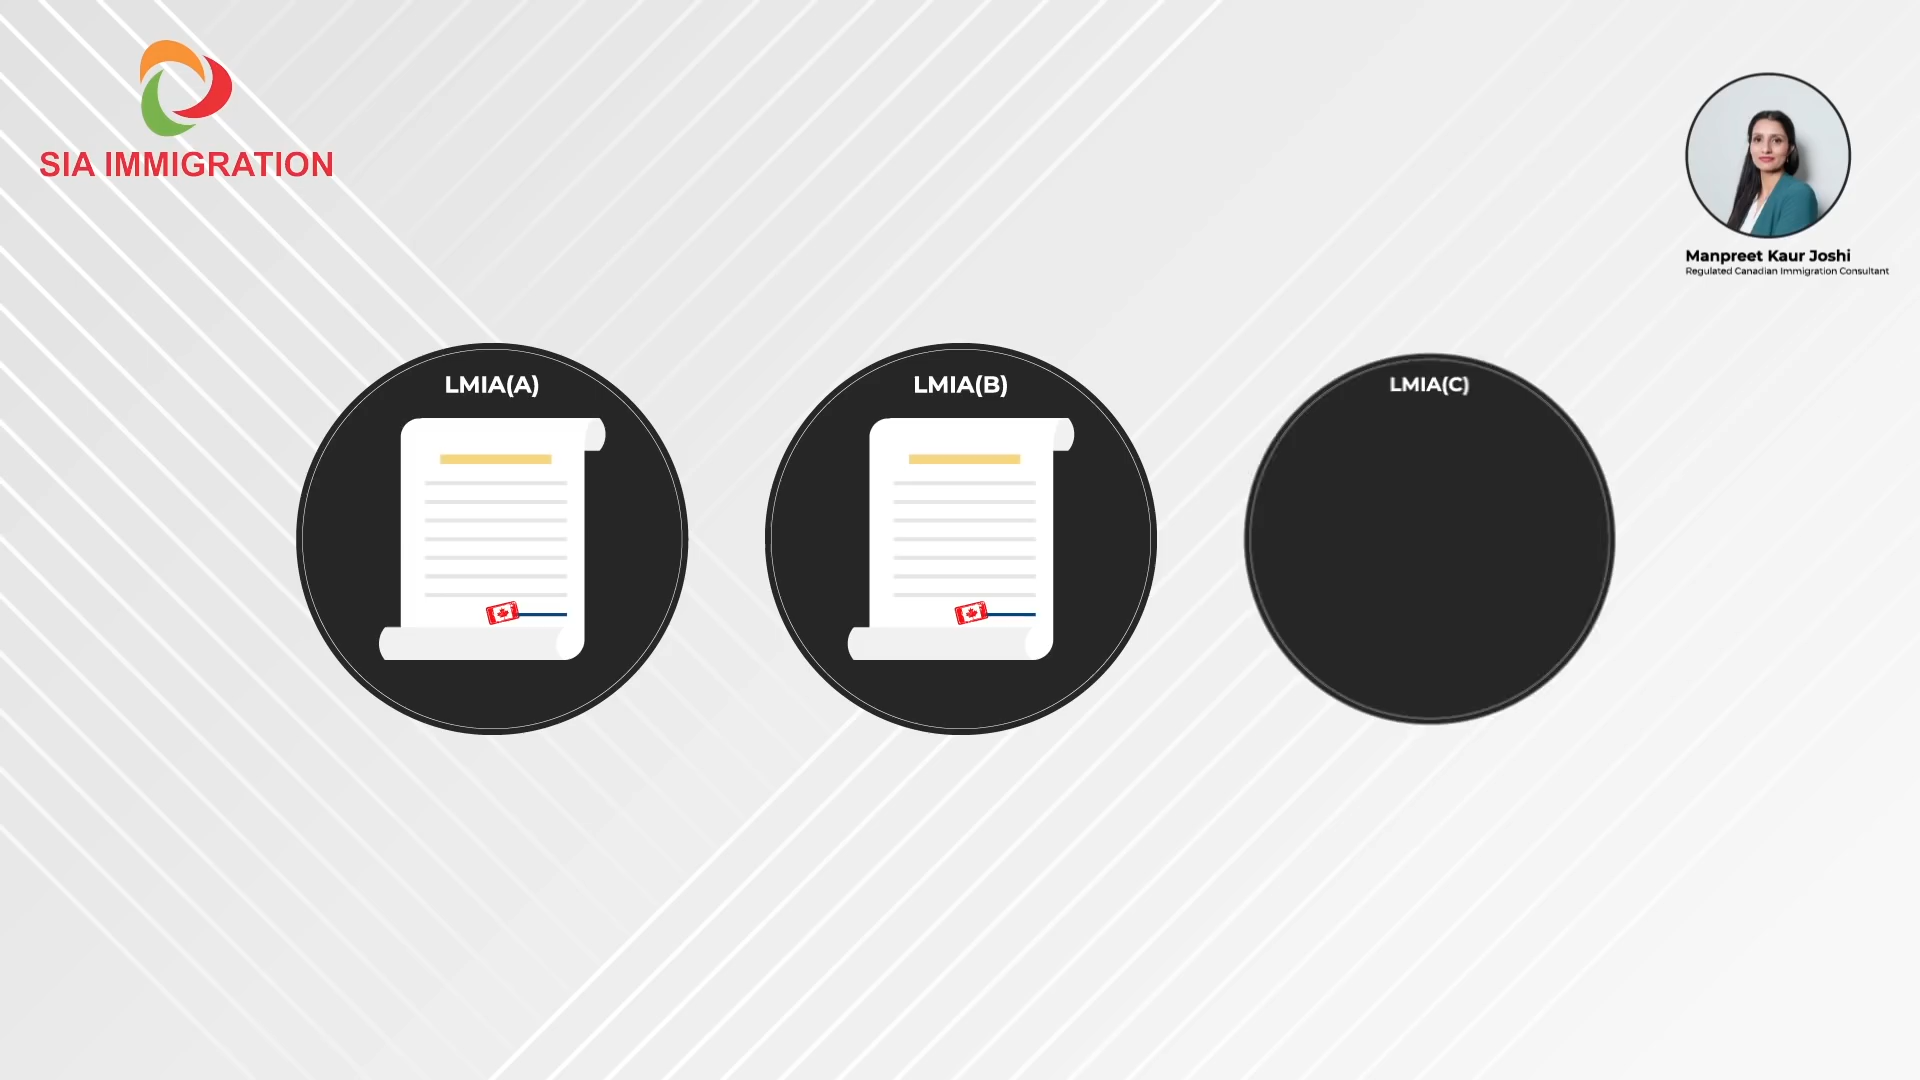 SIA IMMIGRATION
Manpreet Kaur Joshi
Regulated Canadian Immigration Consultant
LMIA(A)
LMIA(B)
LMIA(C)